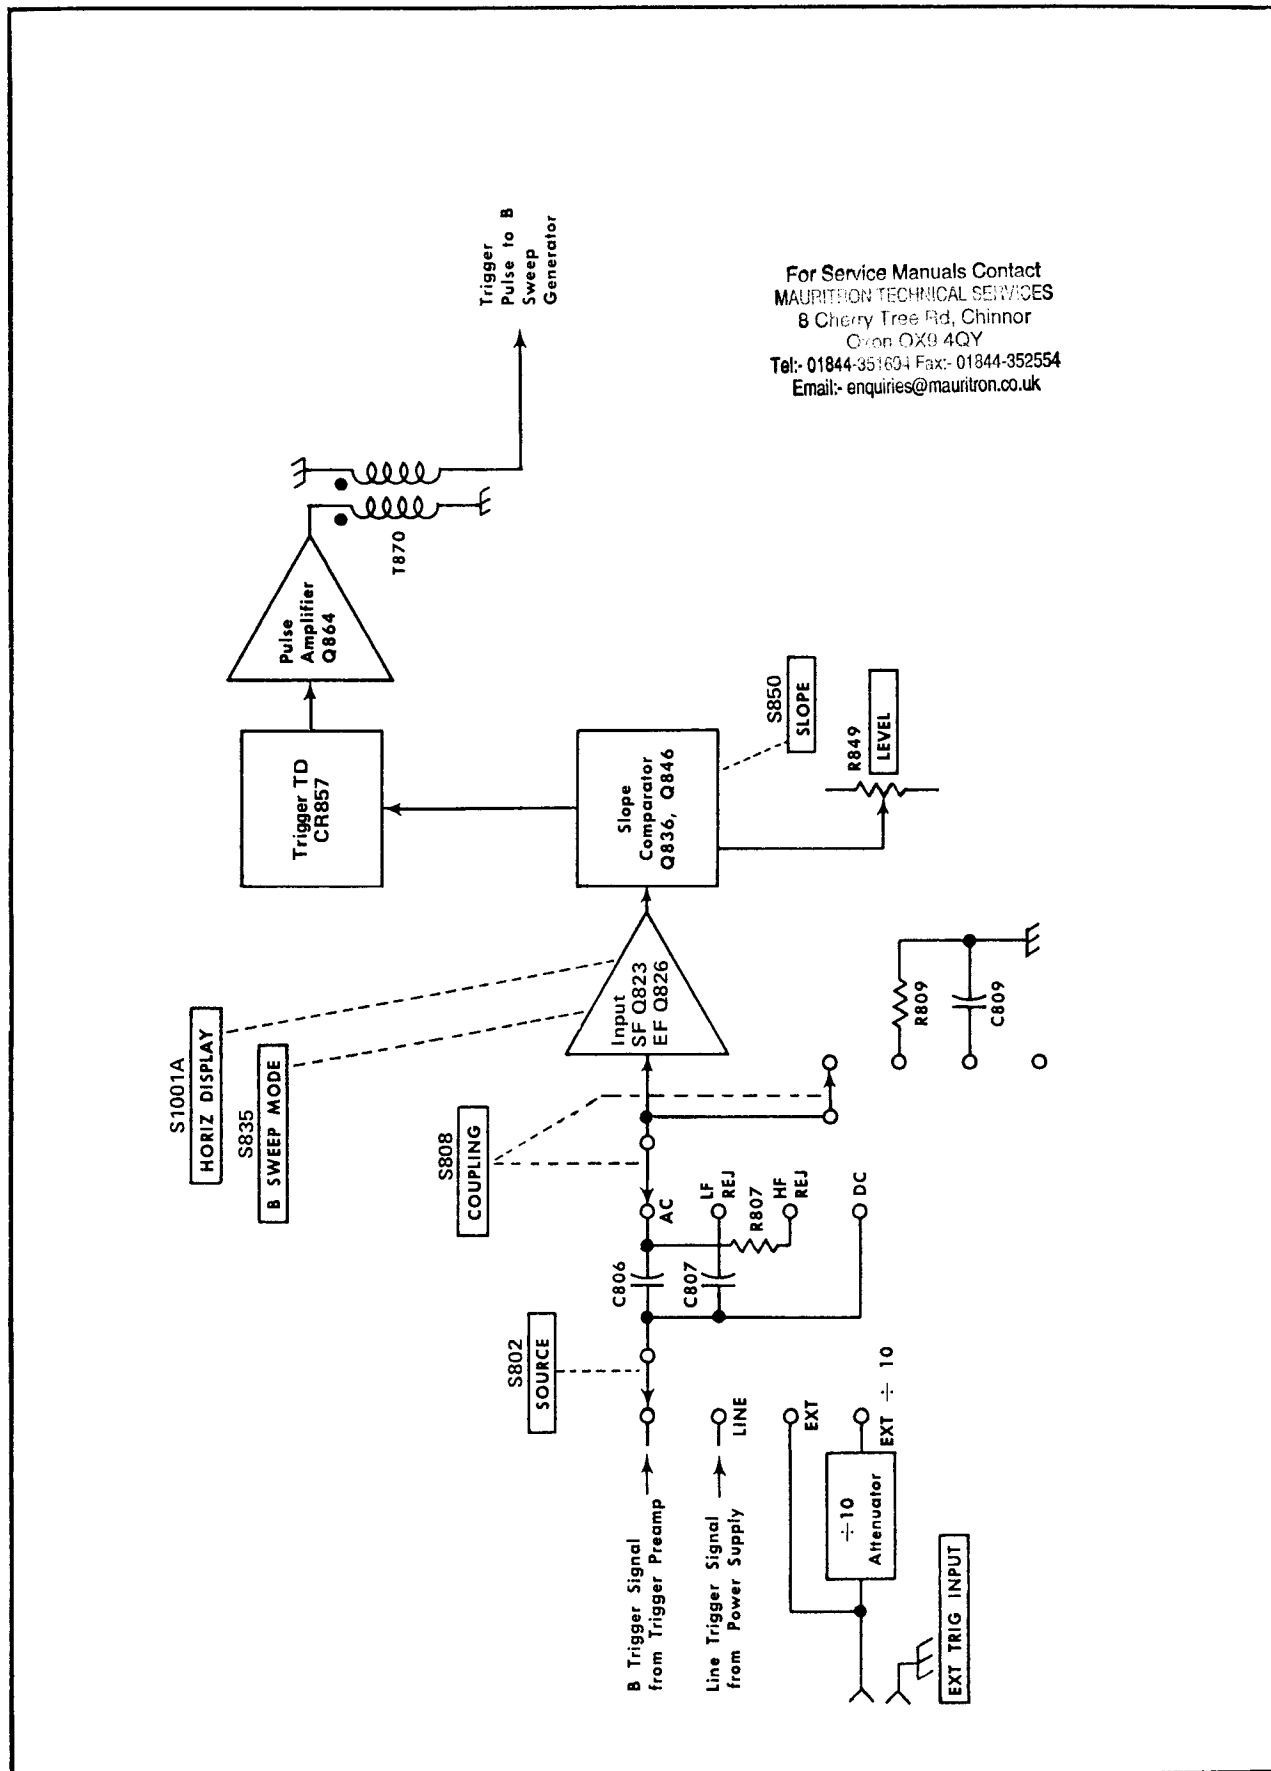 For Service Manuals Contact
MAURITRON TECHNICAL SERVICES
8 Cherry Tree Rd, Chinnor
Oxon OX9 4QY
Tel:- 01844-351694 Fax:- 01844-352554
Email:- enquiries@mauritron.co.uk
B Trigger Signal
from Trigger Preamp
Line Trigger Signal
from Power Supply
EXT TRIG INPUT
÷10
Attenuator
LINE
EXT
EXT ÷ 10
S802
SOURCE
C806
C807
AC
LF
REJ
R807
HF
REJ
DC
S808
COUPLING
S1001A
HORIZ DISPLAY
S835
B SWEEP MODE
Input
SF Q823
EF Q826
R809
C809
Slope
Comparator
Q836, Q846
S850
SLOPE
R849
LEVEL
Trigger TD
CR857
Pulse
Amplifier
Q864
T870
Trigger
Pulse to B
Sweep
Generator